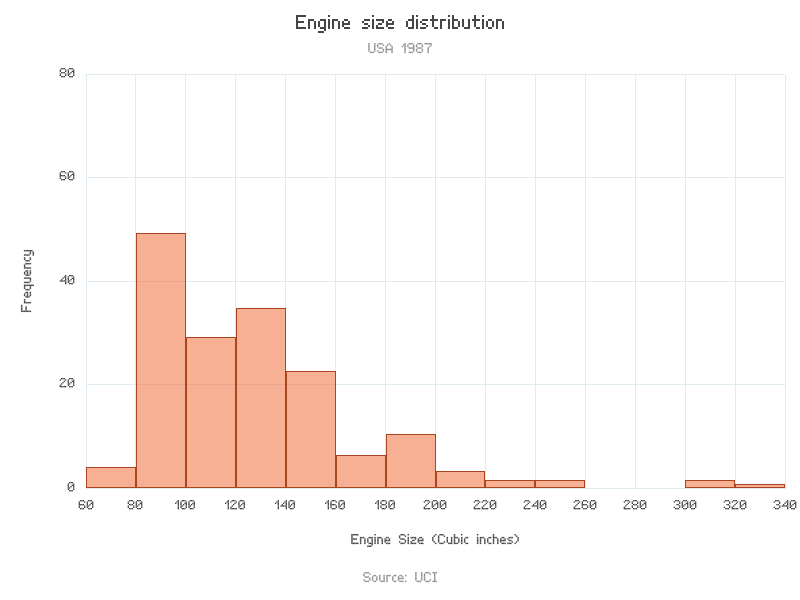 Engine size distribution
USA 1987
80
60
40
20
0
Frequency
60 80 100 120 140 160 180 200 220 240 260 280 300 320 340
Engine Size (Cubic inches)
Source: UCI